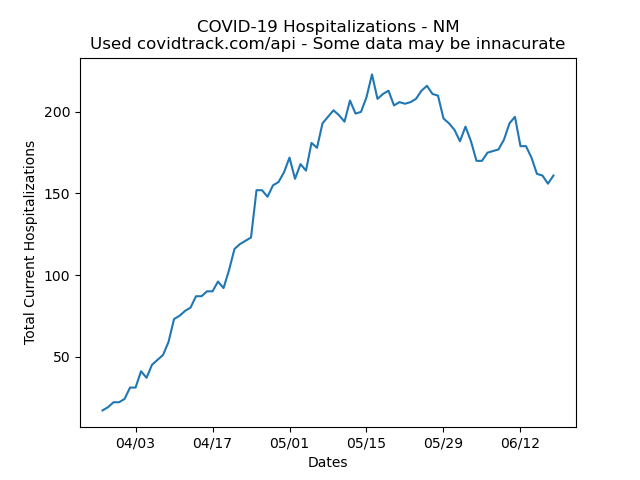 COVID-19 Hospitalizations - NM
Used covidtrack.com/api - Some data may be innacurate
Total Current Hospitalizations
200
150
100
50
04/03
04/17
05/01
05/15
05/29
06/12
Dates